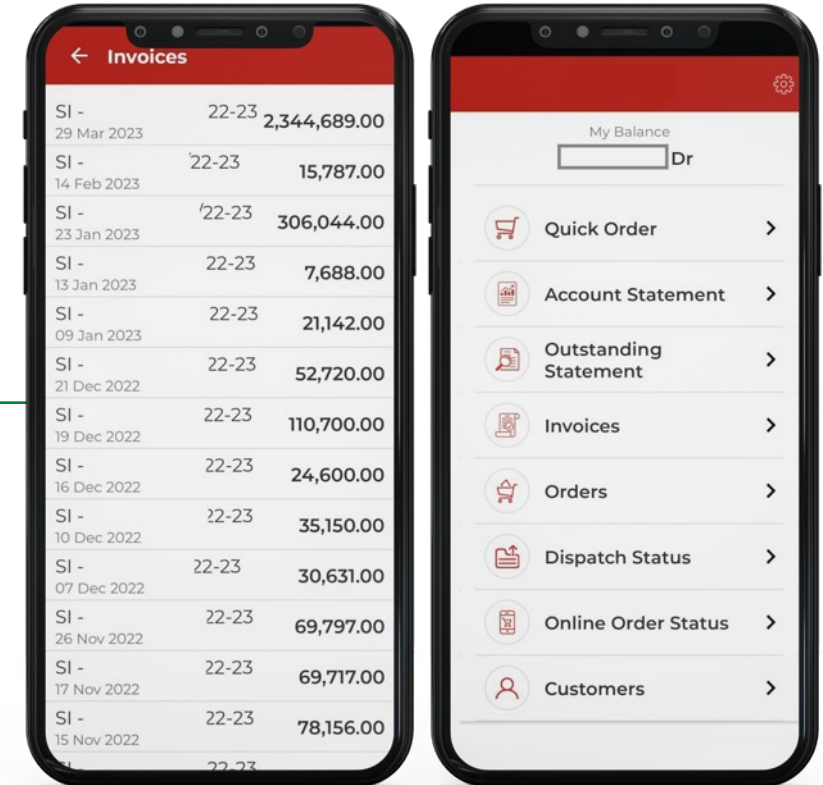 ← Invoices
SI - 22-23 2,344,689.00
29 Mar 2023
SI - '22-23 15,787.00
14 Feb 2023
SI - '22-23 306,044.00
23 Jan 2023
SI - 22-23 7,688.00
13 Jan 2023
SI - 22-23 21,142.00
09 Jan 2023
SI - 22-23 52,720.00
21 Dec 2022
SI - 22-23 110,700.00
19 Dec 2022
SI - 22-23 24,600.00
16 Dec 2022
SI - 22-23 35,150.00
10 Dec 2022
SI - 22-23 30,631.00
07 Dec 2022
SI - 22-23 69,797.00
26 Nov 2022
SI - 22-23 69,717.00
17 Nov 2022
SI - 22-23 78,156.00
15 Nov 2022
22-23
My Balance
Dr
Quick Order
Account Statement
Outstanding
Statement
Invoices
Orders
Dispatch Status
Online Order Status
Customers